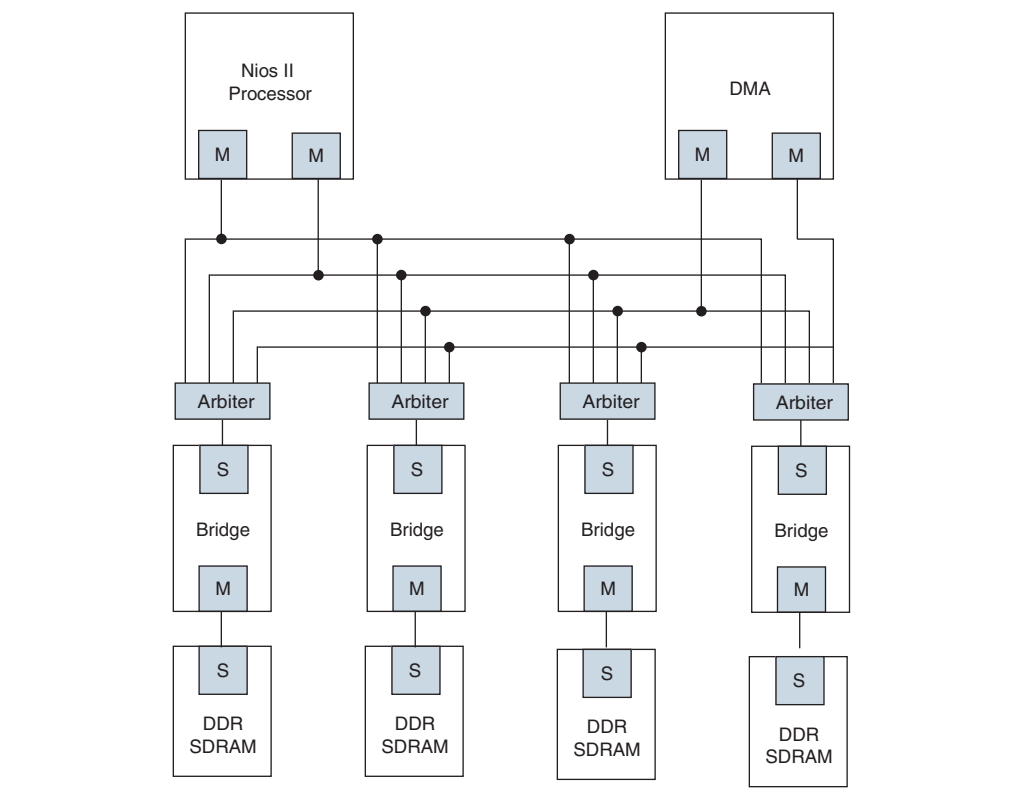 Nios II
Processor
DMA
M
M
M
M
Arbiter
Arbiter
Arbiter
Arbiter
S
S
S
S
Bridge
Bridge
Bridge
Bridge
M
M
M
M
S
S
S
S
DDR
SDRAM
DDR
SDRAM
DDR
SDRAM
DDR
SDRAM